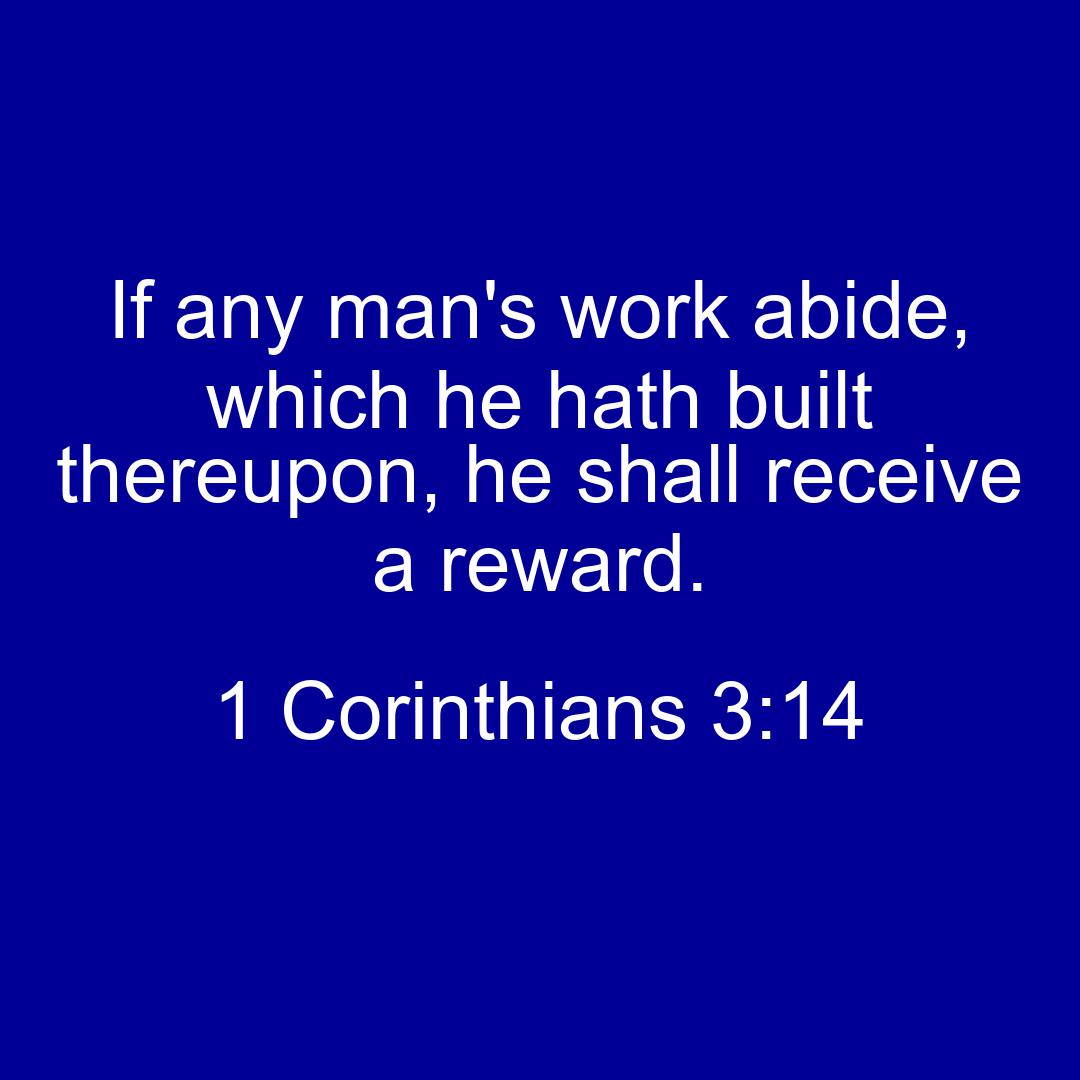 If any man's work abide,
which he hath built
thereupon, he shall receive
a reward.
1 Corinthians 3:14